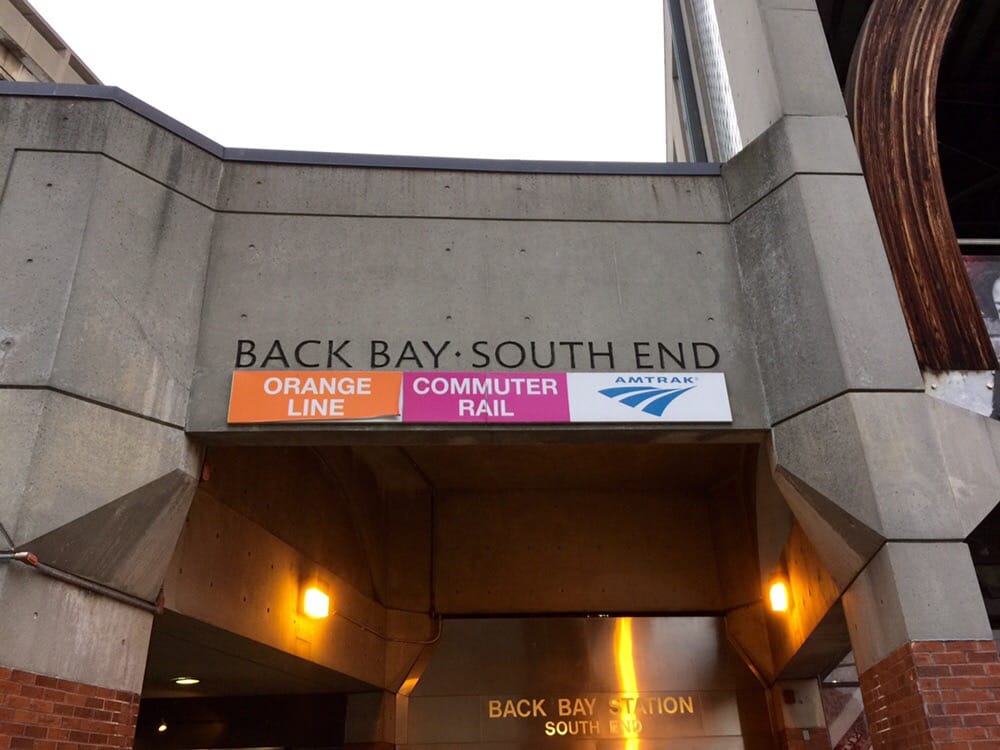 BACK BAY·SOUTH END
ORANGE
LINE
COMMUTER
RAIL
AMTRAK
BACK BAY STATION
SOUTH END